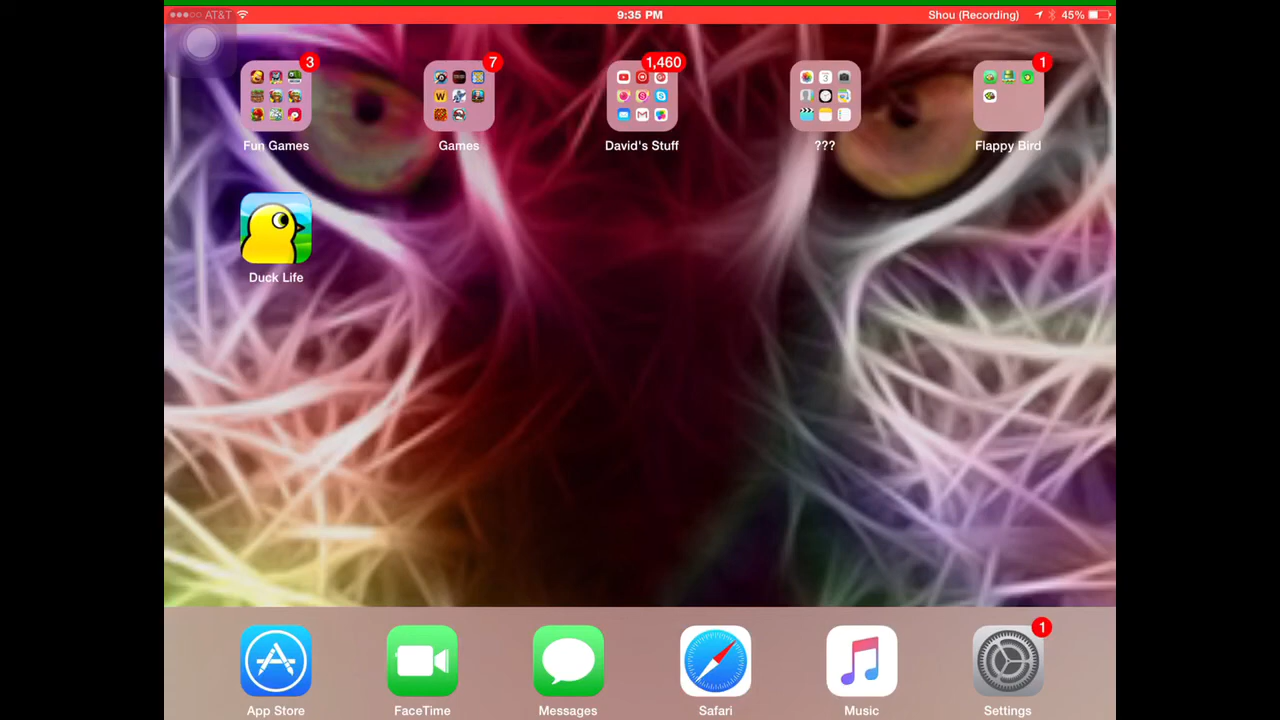 AT&T 9:35 PM Shou (Recording) 45%
3 7 1,460 1
Fun Games Games David's Stuff ??? Flappy Bird
Duck Life
1
App Store FaceTime Messages Safari Music Settings